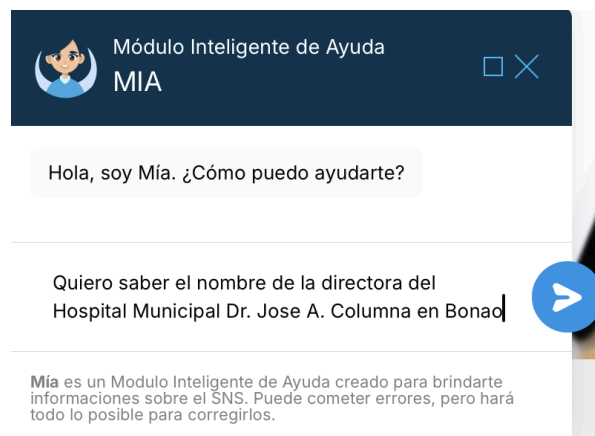 Módulo Inteligente de Ayuda
MIA
Hola, soy Mía. ¿Cómo puedo ayudarte?
Quiero saber el nombre de la directora del
Hospital Municipal Dr. Jose A. Columna en Bonao
Mía es un Modulo Inteligente de Ayuda creado para brindarte
informaciones sobre el SNS. Puede cometer errores, pero hará
todo lo posible para corregirlos.